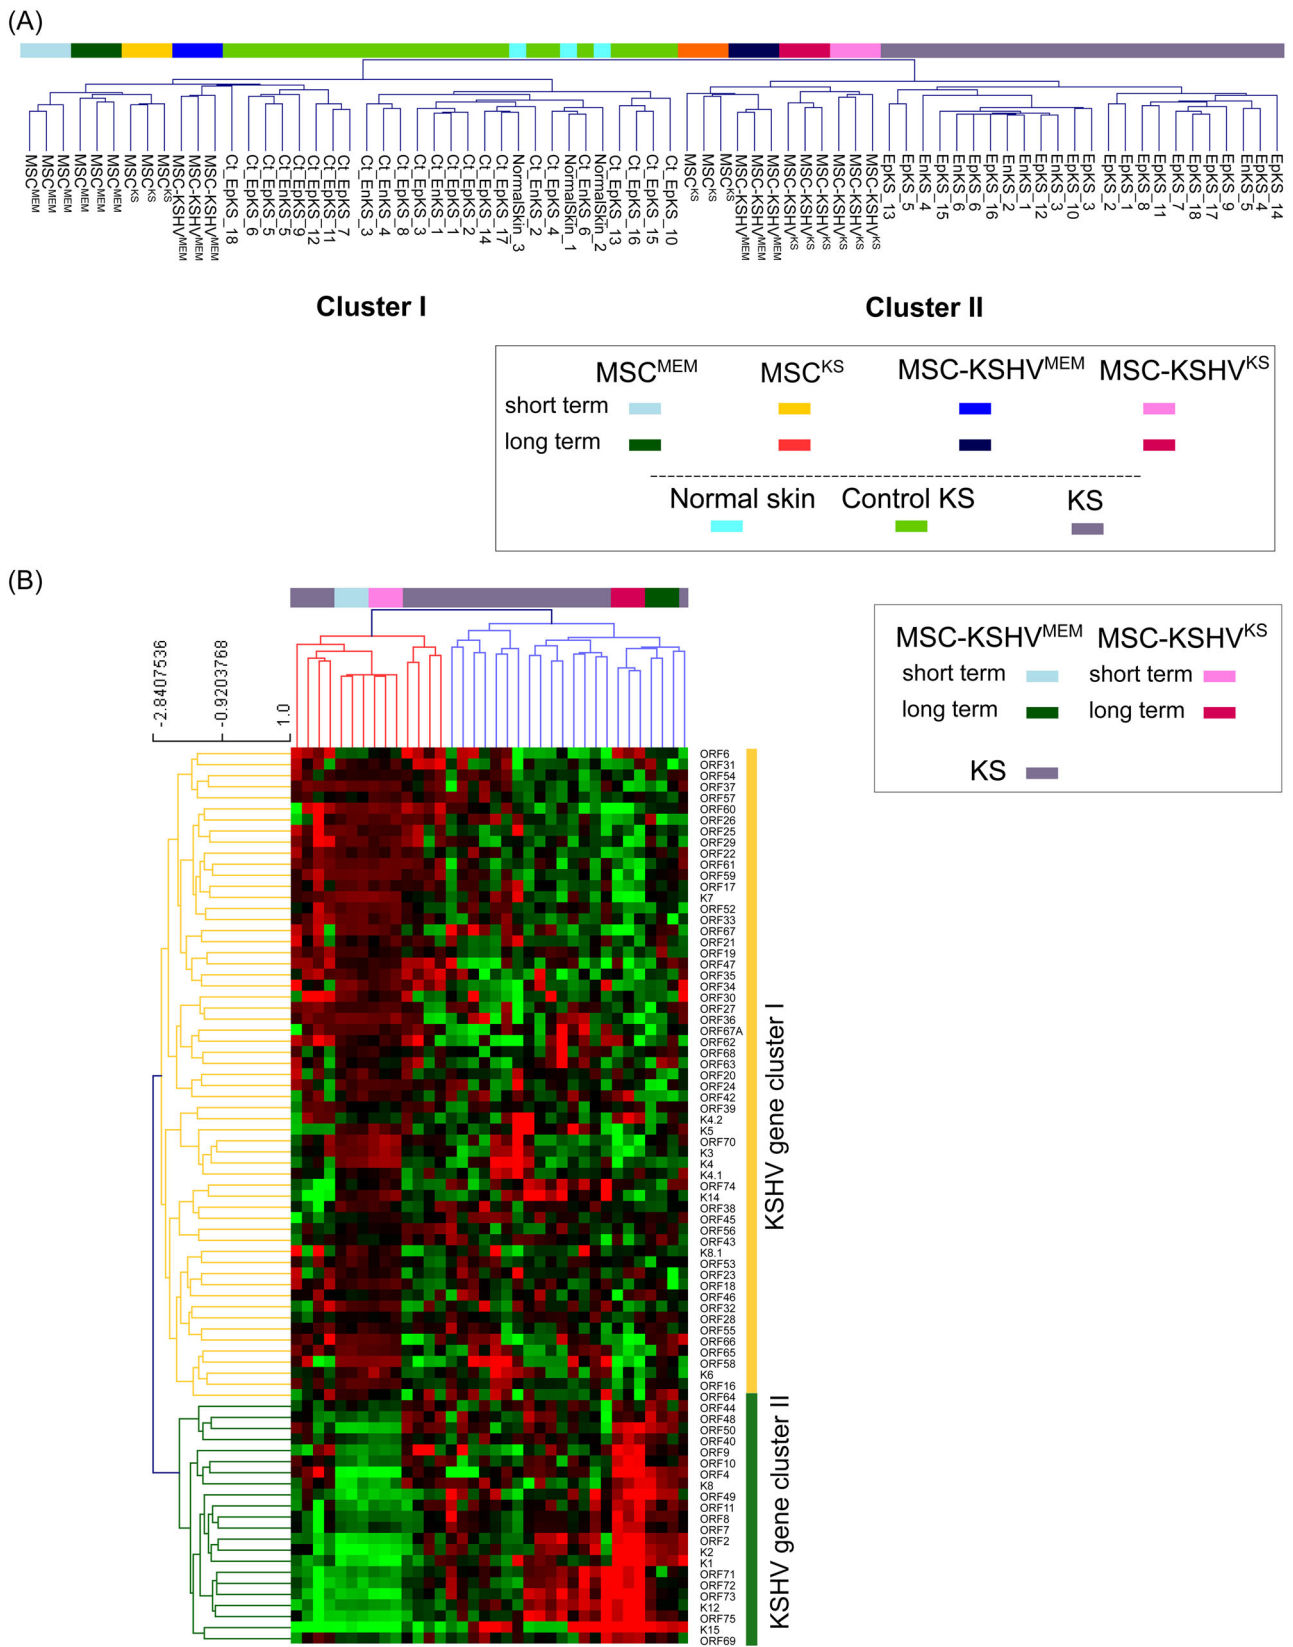 (A)
MSC^MEM
MSC^MEM
MSC^MEM
MSC^MEM
MSC^MEM
MSC^MEM
MSC^KS
MSC^KS
MSC^KS
MSC-KSHV^MEM
MSC-KSHV^MEM
MSC-KSHV^MEM
Ct_EpKS_18
Ct_EpKS_6
Ct_EpKS_5
Ct_EnKS_5
Ct_EpKS_9
Ct_EpKS_12
Ct_EpKS_11
Ct_EpKS_7
Ct_EnKS_3
Ct_EpKS_4
Ct_EpKS_8
Ct_EpKS_3
Ct_EnKS_1
Ct_EpKS_1
Ct_EpKS_2
Ct_EpKS_14
Ct_EpKS_17
NormalSkin_3
Ct_EnKS_2
Ct_EnKS_4
NormalSkin_1
Ct_EnKS_6
NormalSkin_2
Ct_EpKS_13
Ct_EpKS_16
Ct_EpKS_15
Ct_EpKS_10
MSC^KS
MSC^KS
MSC^KS
MSC-KSHV^MEM
MSC-KSHV^MEM
MSC-KSHV^MEM
MSC-KSHV^KS
MSC-KSHV^KS
MSC-KSHV^KS
MSC-KSHV^KS
MSC-KSHV^KS
MSC-KSHV^KS
EpKS_13
EpKS_5
EnKS_4
EpKS_15
EnKS_6
EpKS_6
EpKS_16
EnKS_2
EnKS_1
EpKS_12
EnKS_3
EpKS_10
EpKS_3
EpKS_2
EpKS_1
EpKS_8
EpKS_11
EpKS_7
EpKS_18
EpKS_17
EpKS_9
EnKS_5
EpKS_4
EpKS_14
Cluster I
Cluster II
MSC^MEM MSC^KS MSC-KSHV^MEM MSC-KSHV^KS
short term
long term
Normal skin Control KS KS
(B)
-2.8407536
-0.9203768
1.0
MSC-KSHV^MEM MSC-KSHV^KS
short term short term
long term long term
KS
ORF6
ORF31
ORF54
ORF37
ORF57
ORF60
ORF26
ORF25
ORF29
ORF22
ORF61
ORF59
ORF17
K7
ORF52
ORF33
ORF67
ORF21
ORF19
ORF47
ORF35
ORF34
ORF30
ORF27
ORF36
ORF67A
ORF62
ORF68
ORF63
ORF20
ORF24
ORF42
ORF39
K4.2
K5
ORF70
K3
K4
K4.1
ORF74
K14
ORF38
ORF45
ORF56
ORF43
K8.1
ORF53
ORF23
ORF18
ORF46
ORF32
ORF28
ORF55
ORF66
ORF65
ORF58
K6
ORF16
ORF64
ORF44
ORF48
ORF50
ORF40
ORF9
ORF10
ORF4
K8
ORF49
ORF11
ORF8
ORF7
ORF2
K2
K1
ORF71
ORF72
ORF73
K12
ORF75
K15
ORF69
KSHV gene cluster I
KSHV gene cluster II